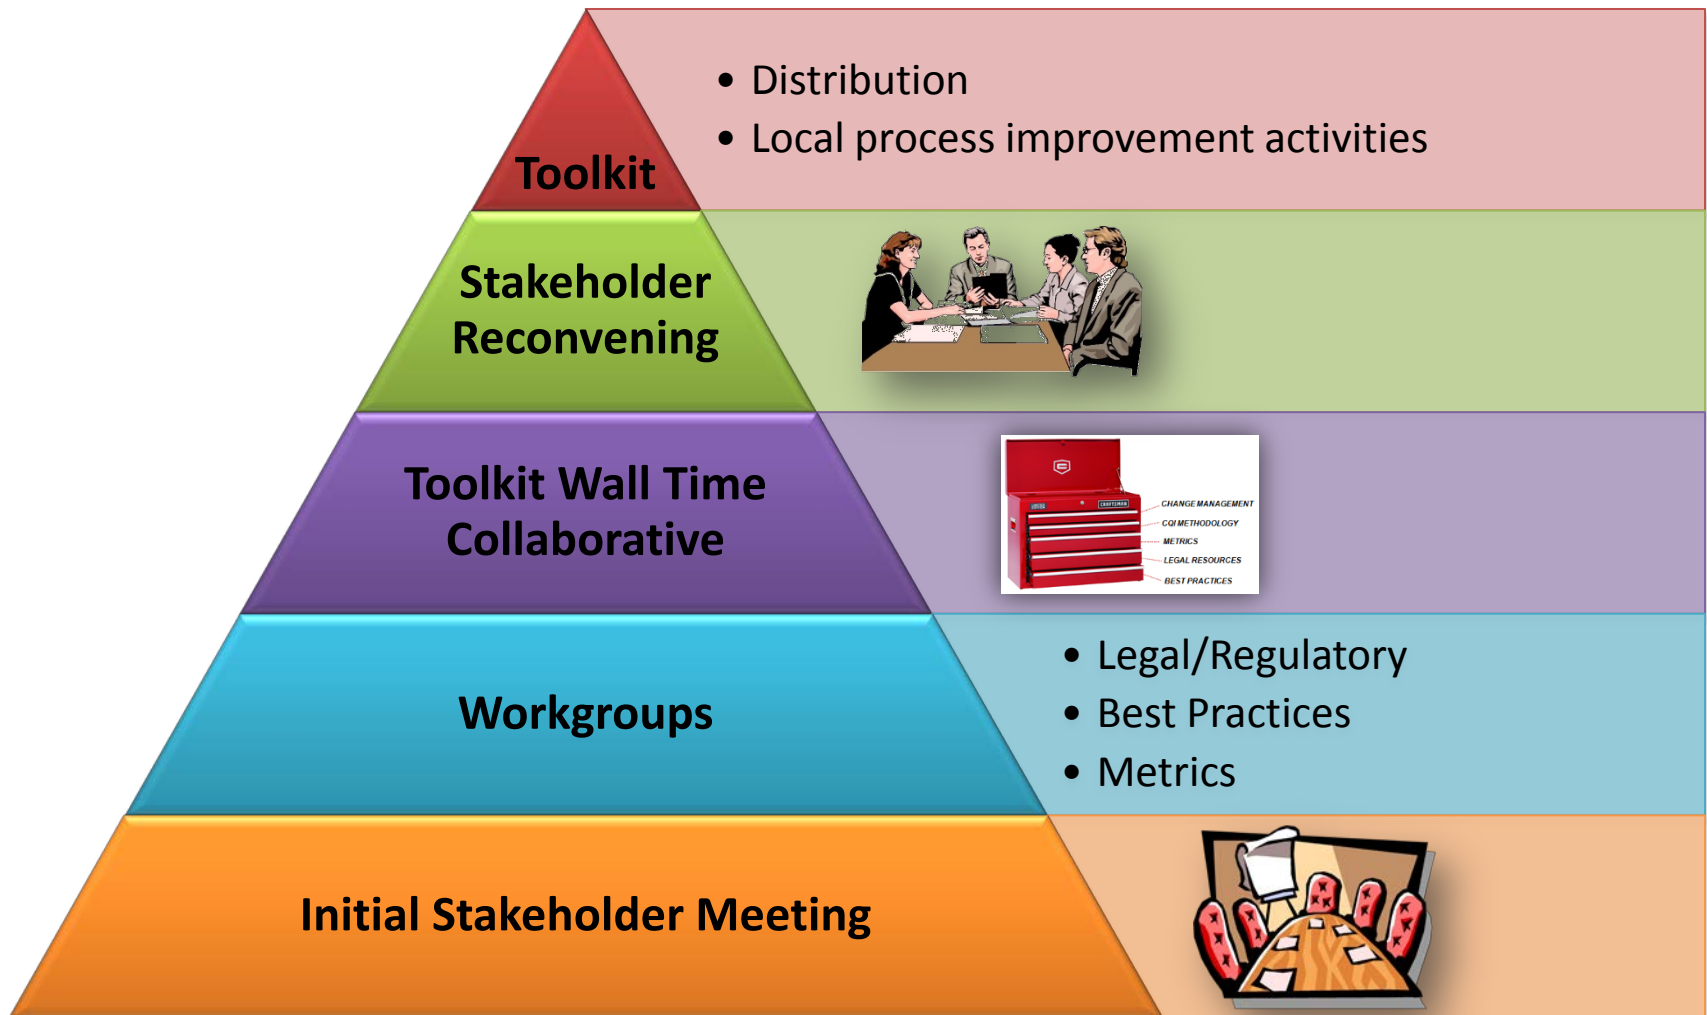 • Distribution
• Local process improvement activities
Toolkit
Stakeholder
Reconvening
Toolkit Wall Time
Collaborative
CRAFTSMAN
CHANGE MANAGEMENT
CQI METHODOLOGY
METRICS
LEGAL RESOURCES
BEST PRACTICES
Workgroups
• Legal/Regulatory
• Best Practices
• Metrics
Initial Stakeholder Meeting